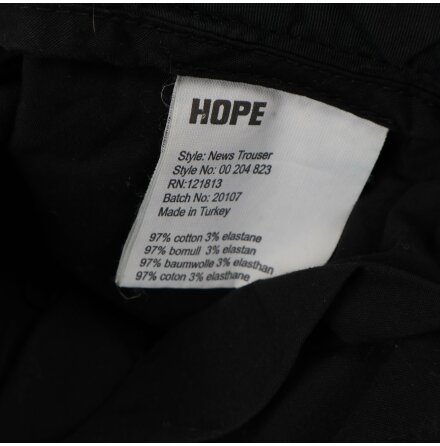 HOPE
Style: News Trouser
Style No: 00 204 823
RN:121813
Batch No: 20107
Made in Turkey
97% cotton 3% elastane
97% bomull 3% elastan
97% baumwolle 3% elasthan
97% coton 3% elasthane